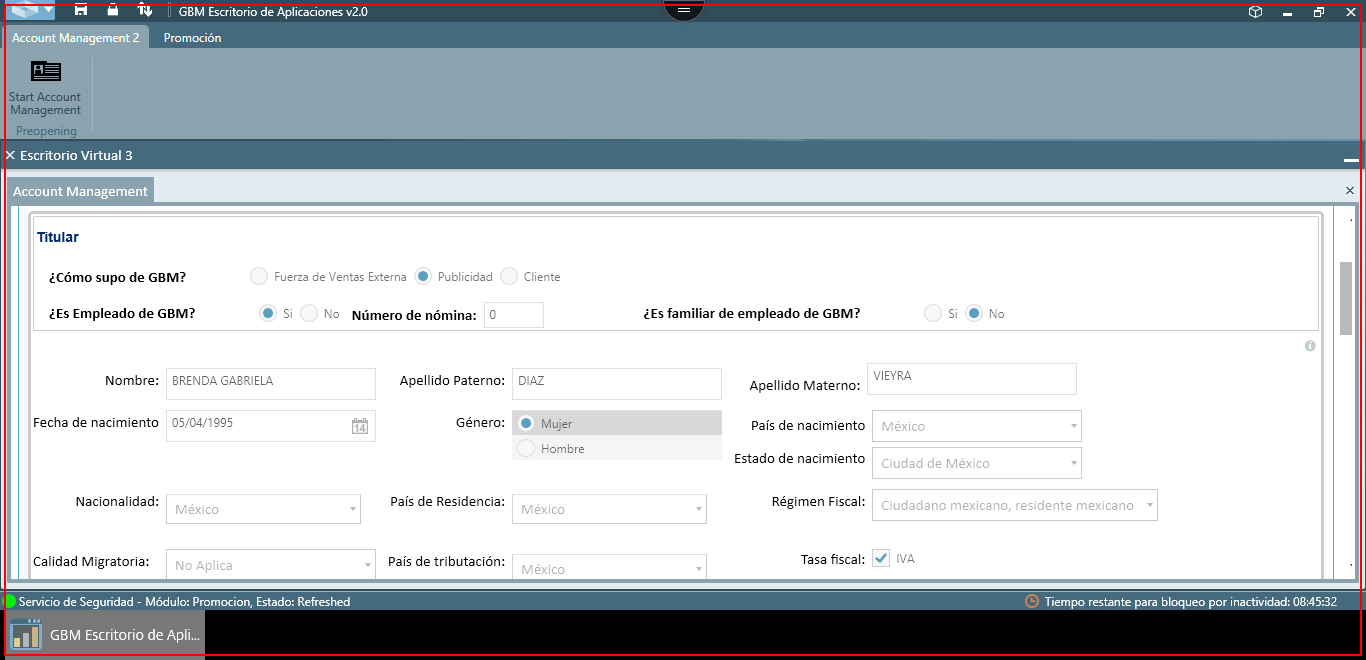 GBM Escritorio de Aplicaciones v2.0
Account Management 2 Promoción
Start Account
Management
Preopening
Escritorio Virtual 3
Account Management
Titular
¿Cómo supo de GBM? Fuerza de Ventas Externa Publicidad Cliente
¿Es Empleado de GBM? Si No Número de nómina: 0 ¿Es familiar de empleado de GBM? Si No
Nombre: BRENDA GABRIELA Apellido Paterno: DIAZ Apellido Materno: VIEYRA
Fecha de nacimiento 05/04/1995 14 Género: Mujer País de nacimiento México
Hombre Estado de nacimiento Ciudad de México
Nacionalidad: México País de Residencia: México Régimen Fiscal: Ciudadano mexicano, residente mexicano
Calidad Migratoria: No Aplica País de tributación: México Tasa fiscal: IVA
Servicio de Seguridad - Módulo: Promocion, Estado: Refreshed Tiempo restante para bloqueo por inactividad: 08:45:32
GBM Escritorio de Apli...